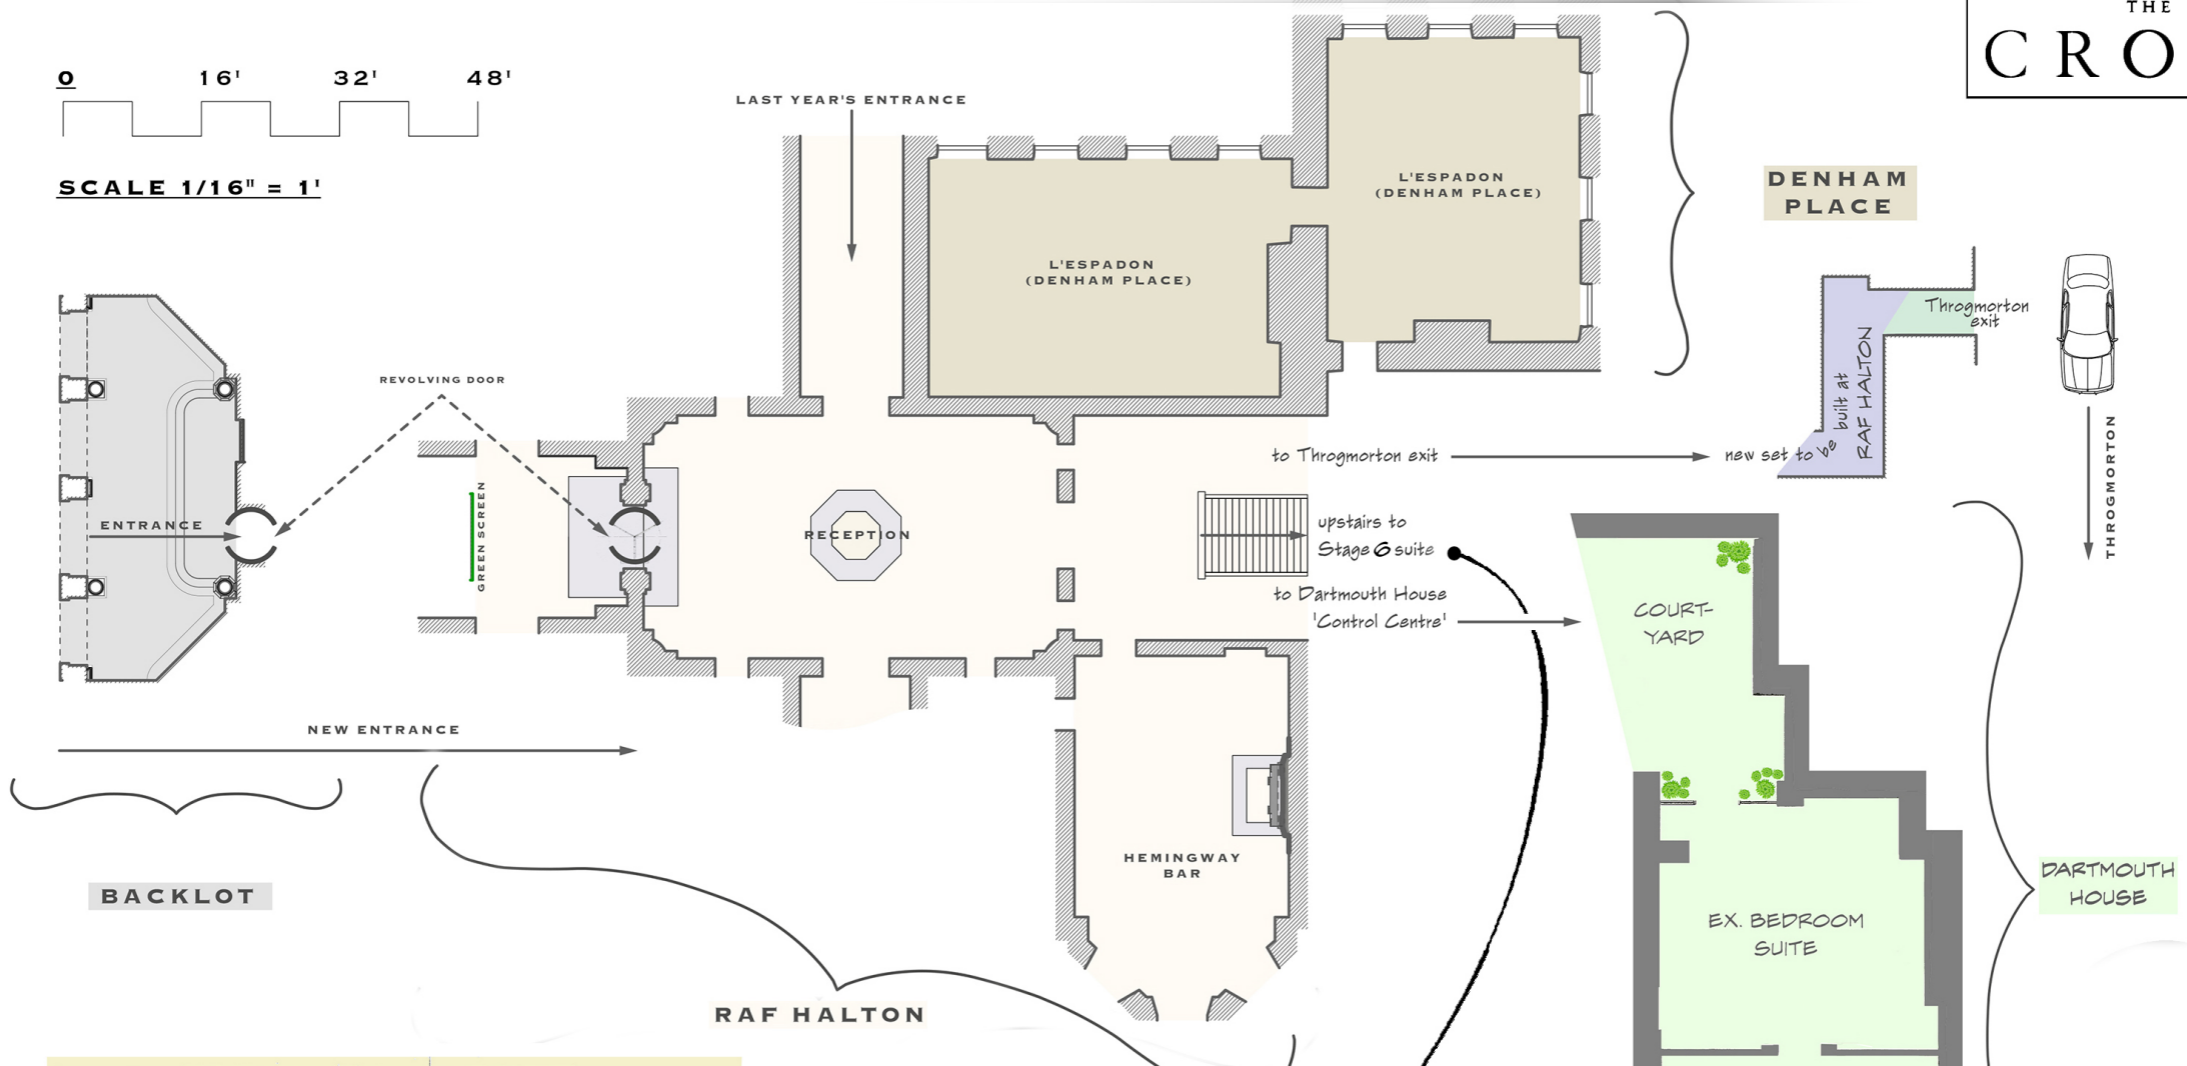 THE
CRO
0 16' 32' 48'
SCALE 1/16" = 1'
LAST YEAR'S ENTRANCE
L'ESPADON
(DENHAM PLACE)
L'ESPADON
(DENHAM PLACE)
DENHAM
PLACE
Throgmorton
exit
new set to be built at
RAF HALTON
THROGMORTON
REVOLVING DOOR
ENTRANCE
GREEN SCREEN
RECEPTION
to Throgmorton exit
upstairs to
Stage 6 suite
to Dartmouth House
'Control Centre'
COURT-
YARD
NEW ENTRANCE
HEMINGWAY
BAR
BACKLOT
RAF HALTON
EX. BEDROOM
SUITE
DARTMOUTH
HOUSE